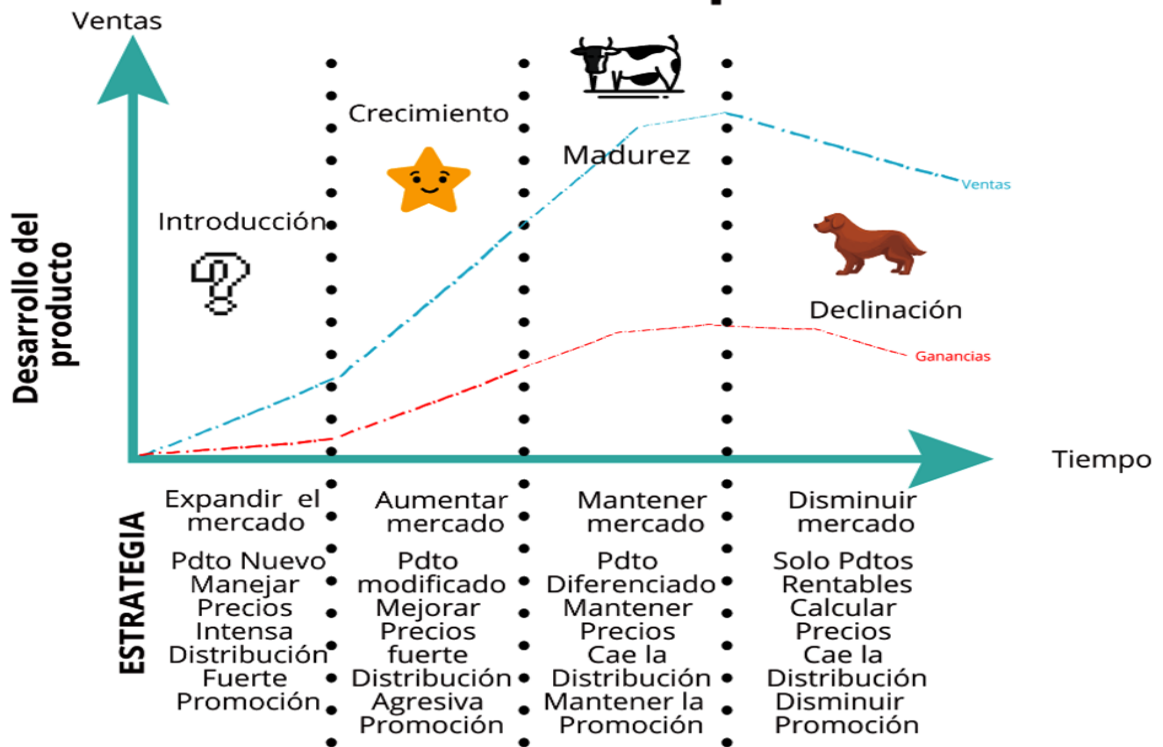 Ventas
Crecimiento
Madurez
Ventas
Introducción
Desarrollo del
producto
Declinación
Ganancias
Tiempo
ESTRATEGIA
Expandir el
mercado
Pdto Nuevo
Manejar
Precios
Intensa
Distribución
Fuerte
Promoción
Aumentar
mercado
Pdto
modificado
Mejorar
Precios
fuerte
Distribución
Agresiva
Promoción
Mantener
mercado
Pdto
Diferenciado
Mantener
Precios
Cae la
Distribución
Mantener la
Promoción
Disminuir
mercado
Solo Pdtos
Rentables
Calcular
Precios
Cae la
Distribución
Disminuir
Promoción